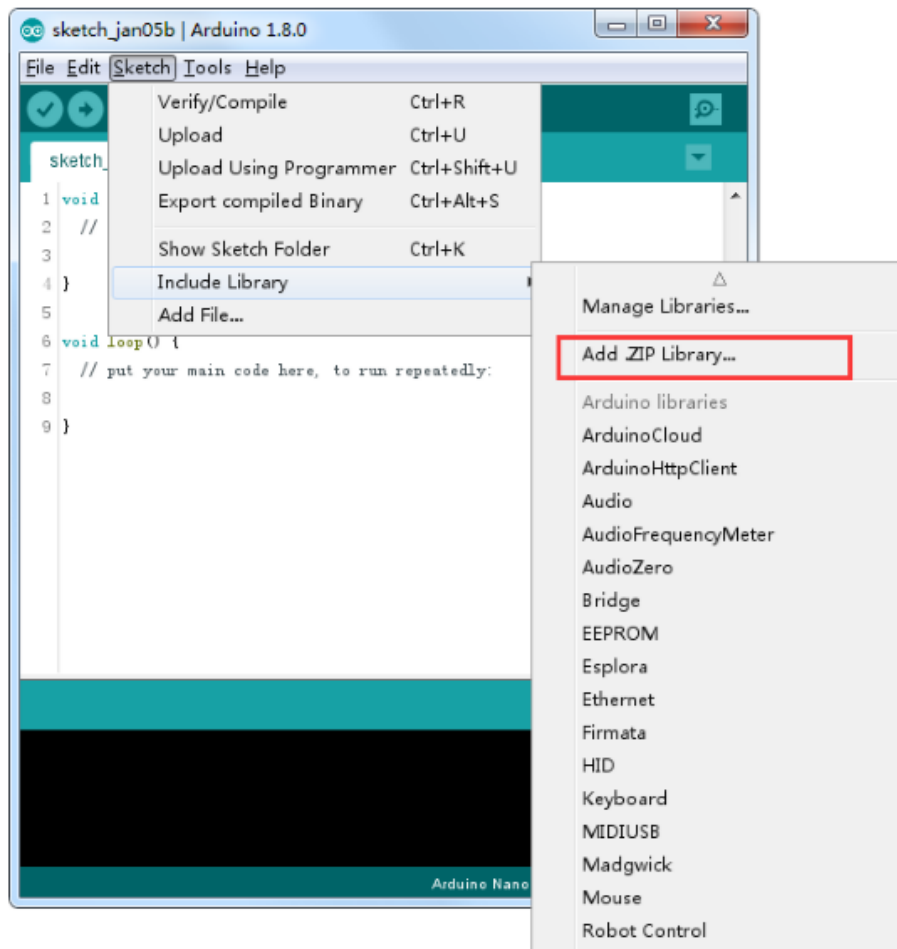 sketch_jan05b | Arduino 1.8.0
File Edit Sketch Tools Help
Verify/Compile Ctrl+R
Upload Ctrl+U
Upload Using Programmer Ctrl+Shift+U
Export compiled Binary Ctrl+Alt+S
Show Sketch Folder Ctrl+K
Include Library
Add File...
sketch_
1 void
2 //
3
4 }
5
6 void loop() {
7 // put your main code here, to run repeatedly:
8
9 }
Manage Libraries...
Add .ZIP Library...
Arduino libraries
ArduinoCloud
ArduinoHttpClient
Audio
AudioFrequencyMeter
AudioZero
Bridge
EEPROM
Esplora
Ethernet
Firmata
HID
Keyboard
MIDIUSB
Madgwick
Mouse
Robot Control
Arduino Nano